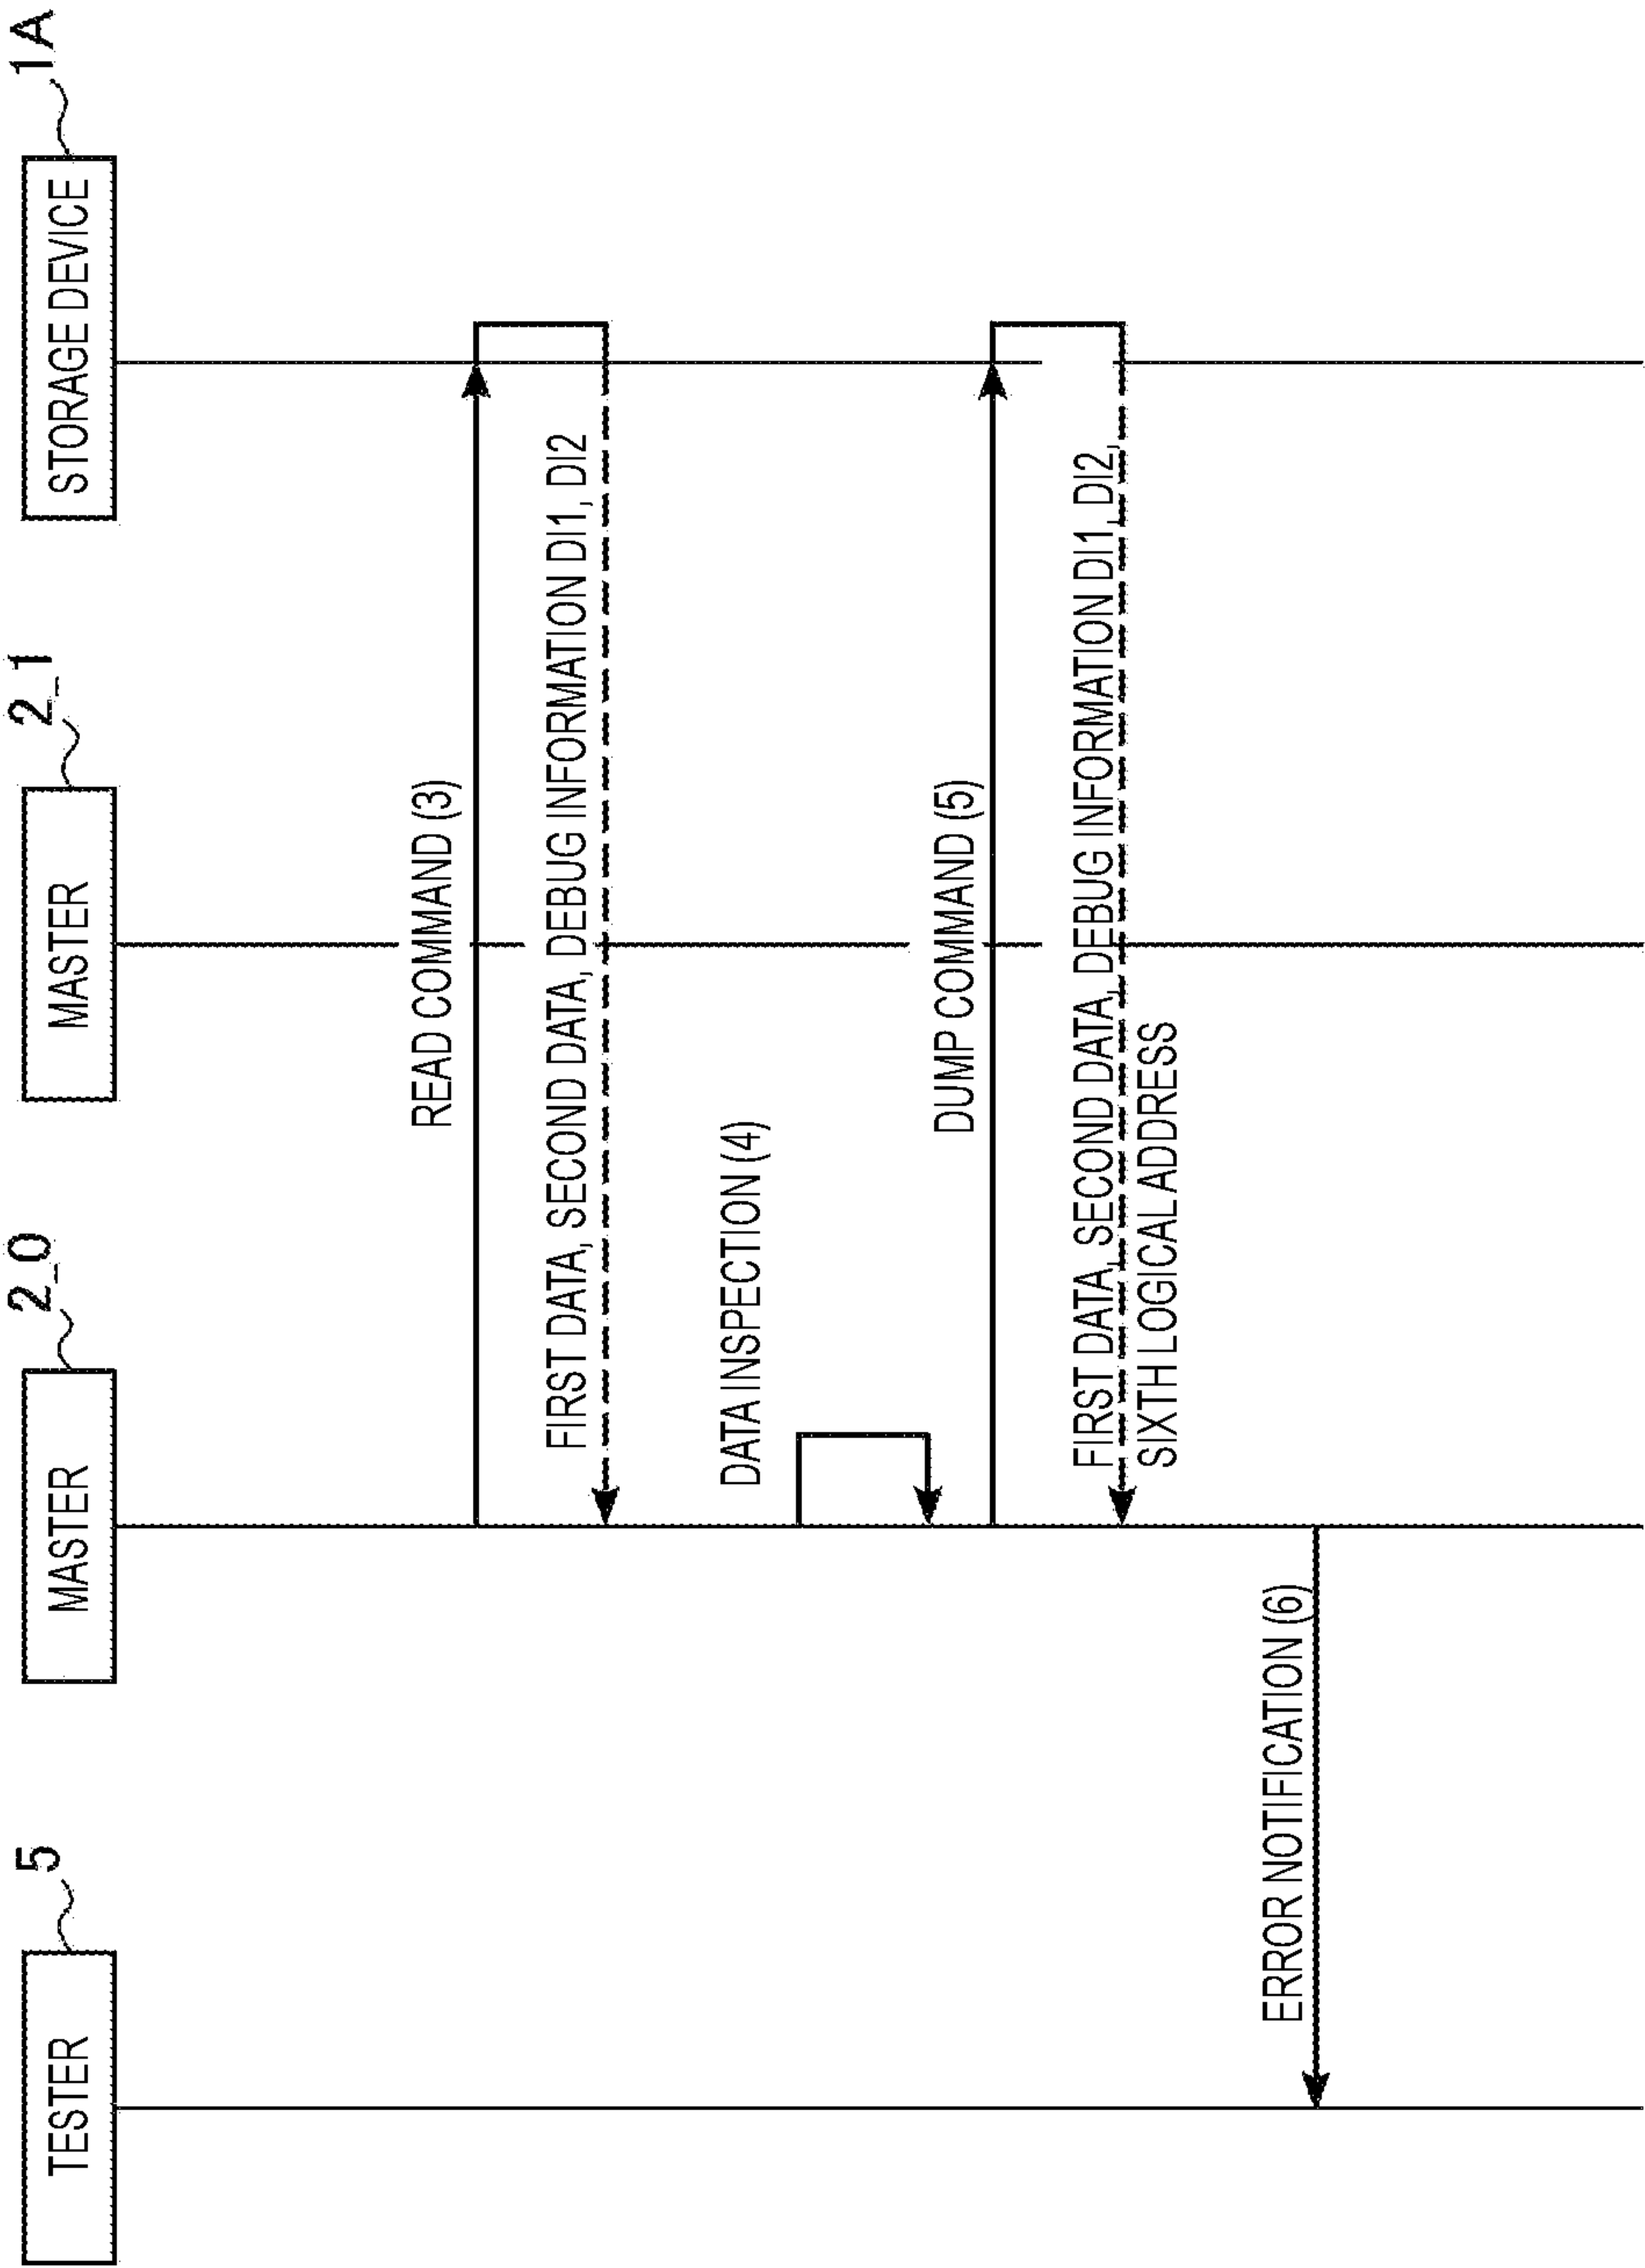 TESTER
5
MASTER
2_0
MASTER
2_1
STORAGE DEVICE
1A
READ COMMAND (3)
FIRST DATA, SECOND DATA, DEBUG INFORMATION DI1, DI2
DATA INSPECTION (4)
DUMP COMMAND (5)
FIRST DATA, SECOND DATA, DEBUG INFORMATION DI1, DI2,
SIXTH LOGICAL ADDRESS
ERROR NOTIFICATION (6)